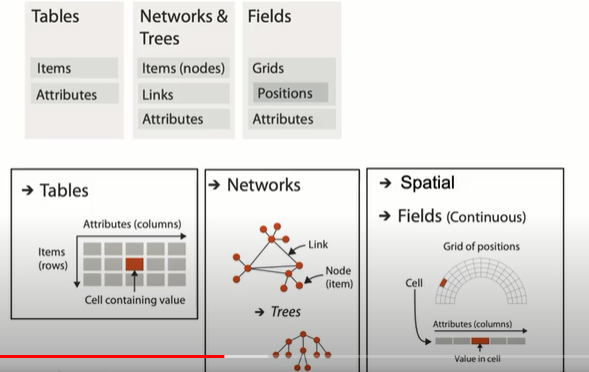 Tables
Items
Attributes
Networks &
Trees
Items (nodes)
Links
Attributes
Fields
Grids
Positions
Attributes
→ Tables
Attributes (columns)
Items
(rows)
Cell containing value
→ Networks
Link
Node
(item)
→ Trees
→ Spatial
→ Fields (Continuous)
Grid of positions
Cell
Attributes (columns)
Value in cell